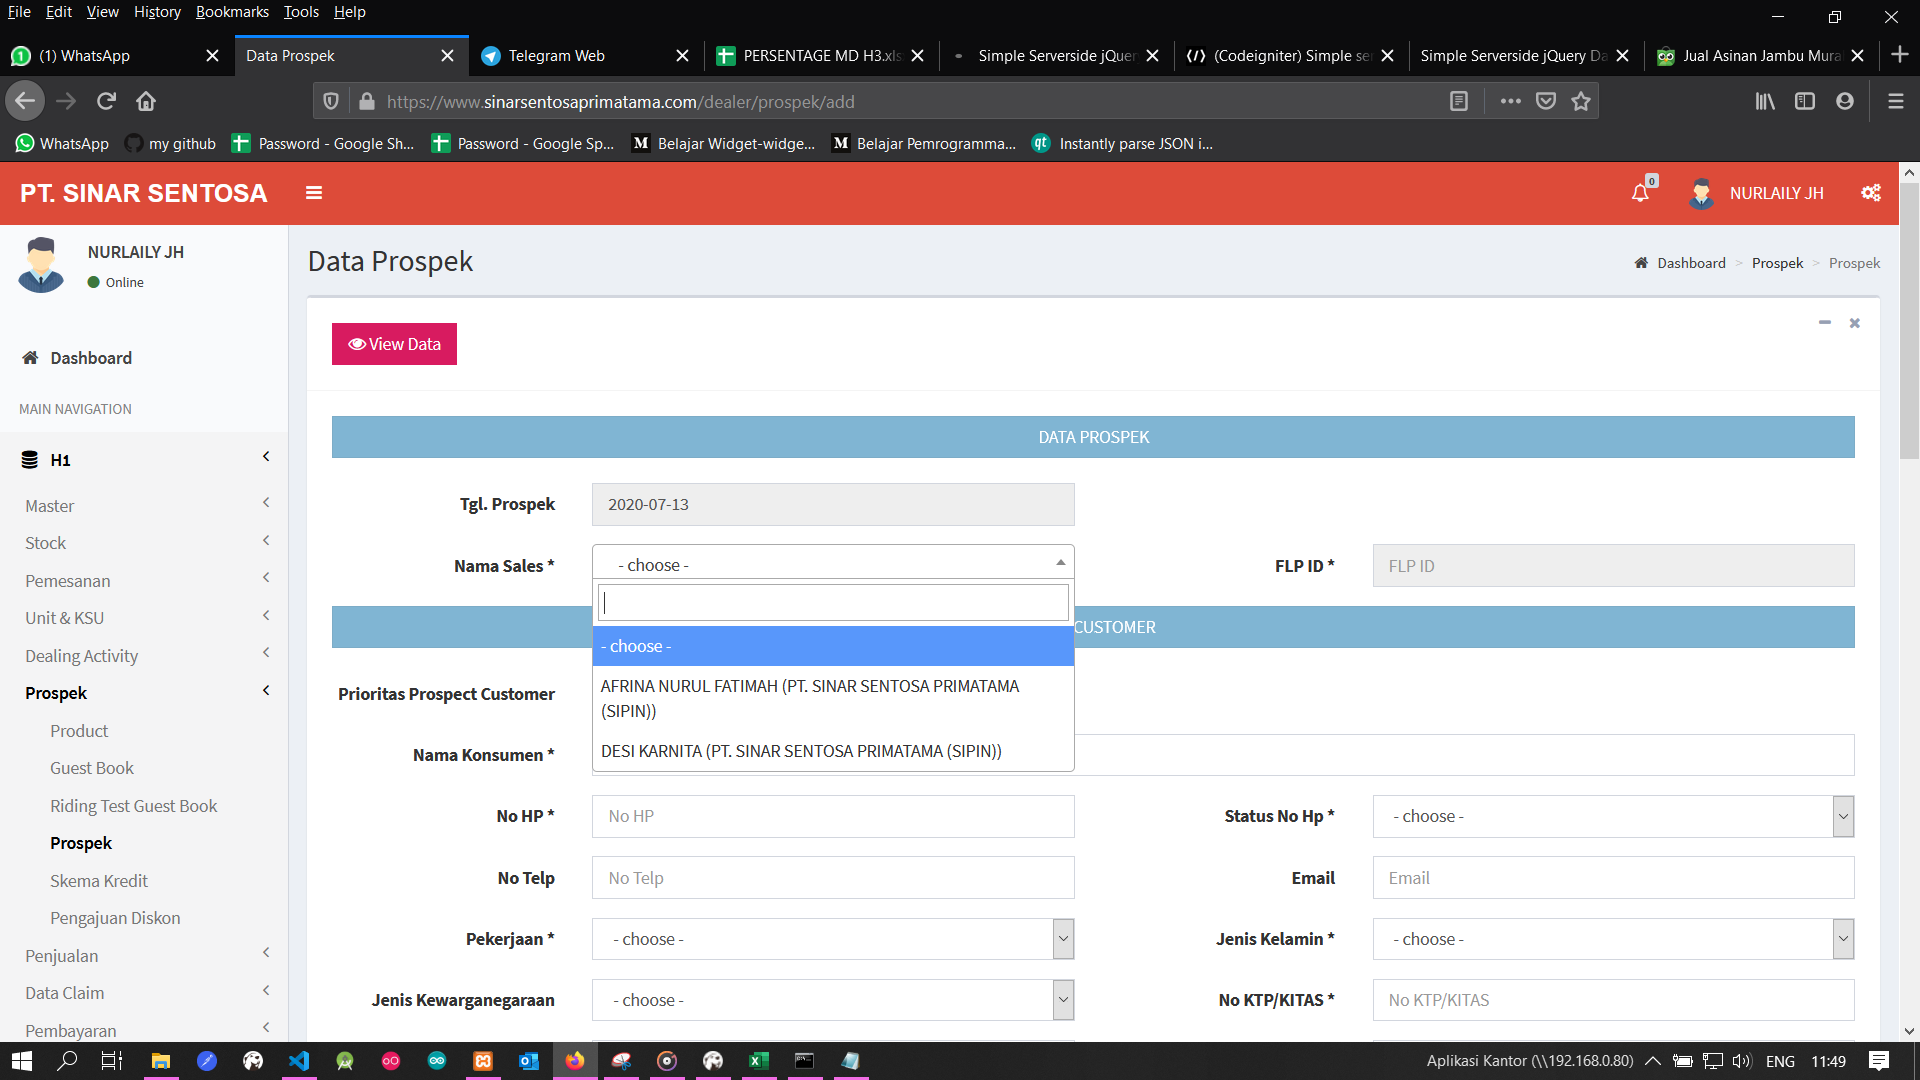 File Edit View History Bookmarks Tools Help
(1) WhatsApp
Data Prospek
Telegram Web
PERSENTAGE MD H3.xls
Simple Serverside jQuer
(Codeigniter) Simple se
Simple Serverside jQuery Da
Jual Asinan Jambu Mura
https://www.sinarsentosaprimatama.com/dealer/prospek/add
WhatsApp
my github
Password - Google Sh...
Password - Google Sp...
M Belajar Widget-widge...
M Belajar Pemrogramma...
qt Instantly parse JSON i...
PT. SINAR SENTOSA
0
NURLAILY JH
NURLAILY JH
Online
Data Prospek
Dashboard > Prospek > Prospek
View Data
Dashboard
MAIN NAVIGATION
H1
Master
Stock
Pemesanan
Unit & KSU
Dealing Activity
Prospek
Product
Guest Book
Riding Test Guest Book
Prospek
Skema Kredit
Pengajuan Diskon
Penjualan
Data Claim
Pembayaran
DATA PROSPEK
Tgl. Prospek
2020-07-13
Nama Sales *
- choose -
FLP ID *
FLP ID
CUSTOMER
- choose -
AFRINA NURUL FATIMAH (PT. SINAR SENTOSA PRIMATAMA
(SIPIN))
DESI KARNITA (PT. SINAR SENTOSA PRIMATAMA (SIPIN))
Prioritas Prospect Customer
Nama Konsumen *
No HP *
No HP
Status No Hp *
- choose -
No Telp
No Telp
Email
Email
Pekerjaan *
- choose -
Jenis Kelamin *
- choose -
Jenis Kewarganegaraan
- choose -
No KTP/KITAS *
No KTP/KITAS
Aplikasi Kantor (\\192.168.0.80)
ENG
11:49